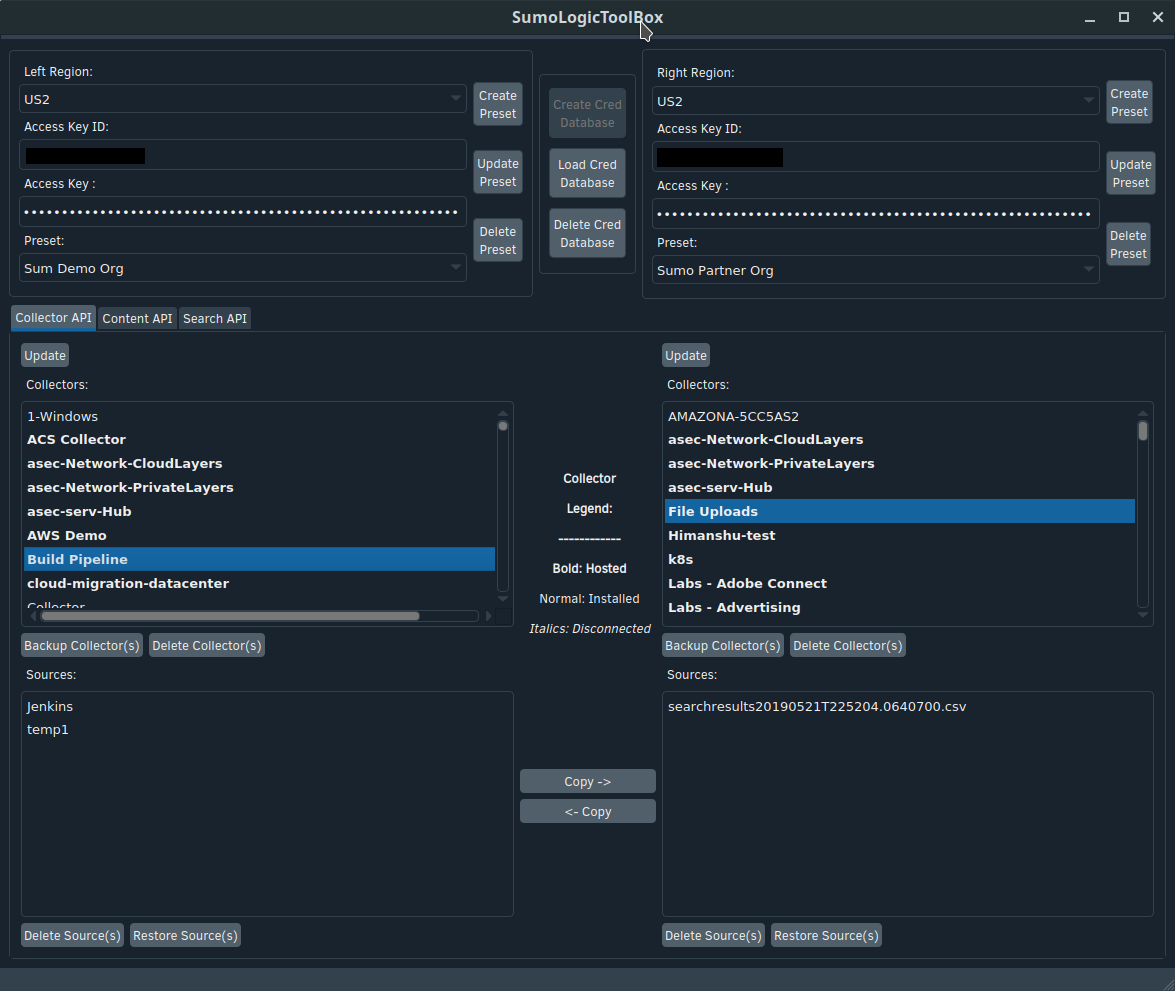 SumoLogicToolBox
Left Region:
US2
Access Key ID:
Access Key :
••••••••••••••••••••••••••••••••••••••••••••••••••••••••
Preset:
Sum Demo Org
Create
Preset
Update
Preset
Delete
Preset
Create Cred
Database
Load Cred
Database
Delete Cred
Database
Right Region:
US2
Access Key ID:
Access Key :
••••••••••••••••••••••••••••••••••••••••••••••••••••••••
Preset:
Sumo Partner Org
Create
Preset
Update
Preset
Delete
Preset
Collector API
Content API
Search API
Update
Collectors:
1-Windows
ACS Collector
asec-Network-CloudLayers
asec-Network-PrivateLayers
asec-serv-Hub
AWS Demo
Build Pipeline
cloud-migration-datacenter
Collector
Backup Collector(s)
Delete Collector(s)
Sources:
Jenkins
temp1
Delete Source(s)
Restore Source(s)
Collector
Legend:
------------
Bold: Hosted
Normal: Installed
Italics: Disconnected
Copy ->
<- Copy
Update
Collectors:
AMAZONA-5CC5AS2
asec-Network-CloudLayers
asec-Network-PrivateLayers
asec-serv-Hub
File Uploads
Himanshu-test
k8s
Labs - Adobe Connect
Labs - Advertising
Backup Collector(s)
Delete Collector(s)
Sources:
searchresults20190521T225204.0640700.csv
Delete Source(s)
Restore Source(s)